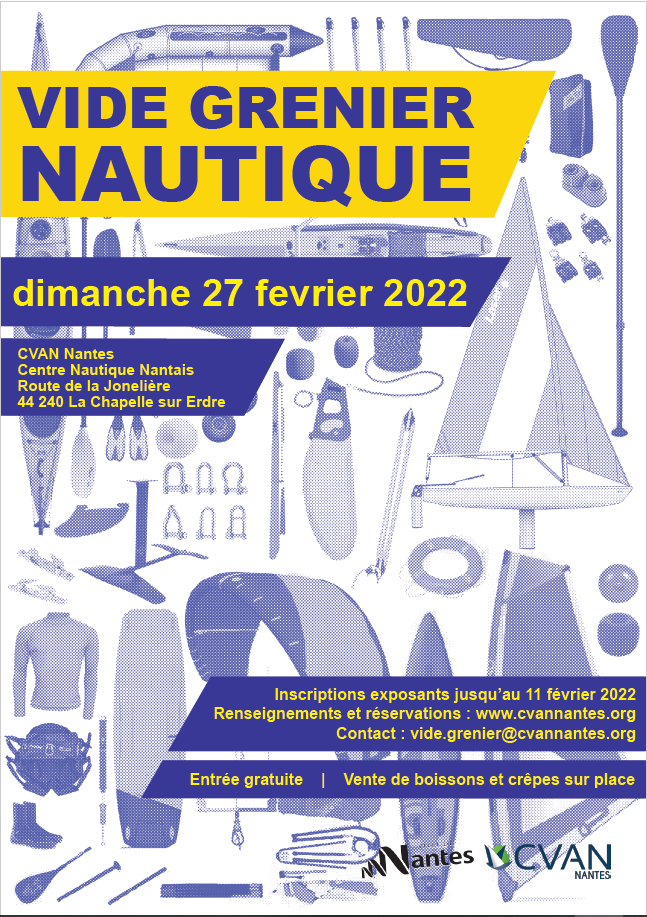 VIDE GRENIER
NAUTIQUE
dimanche 27 fevrier 2022
CVAN Nantes
Centre Nautique Nantais
Route de la Jonelière
44 240 La Chapelle sur Erdre
Inscriptions exposants jusqu'au 11 février 2022
Renseignements et réservations : www.cvannantes.org
Contact : vide.grenier@cvannantes.org
Entrée gratuite | Vente de boissons et crêpes sur place
Nantes
CVAN
NANTES